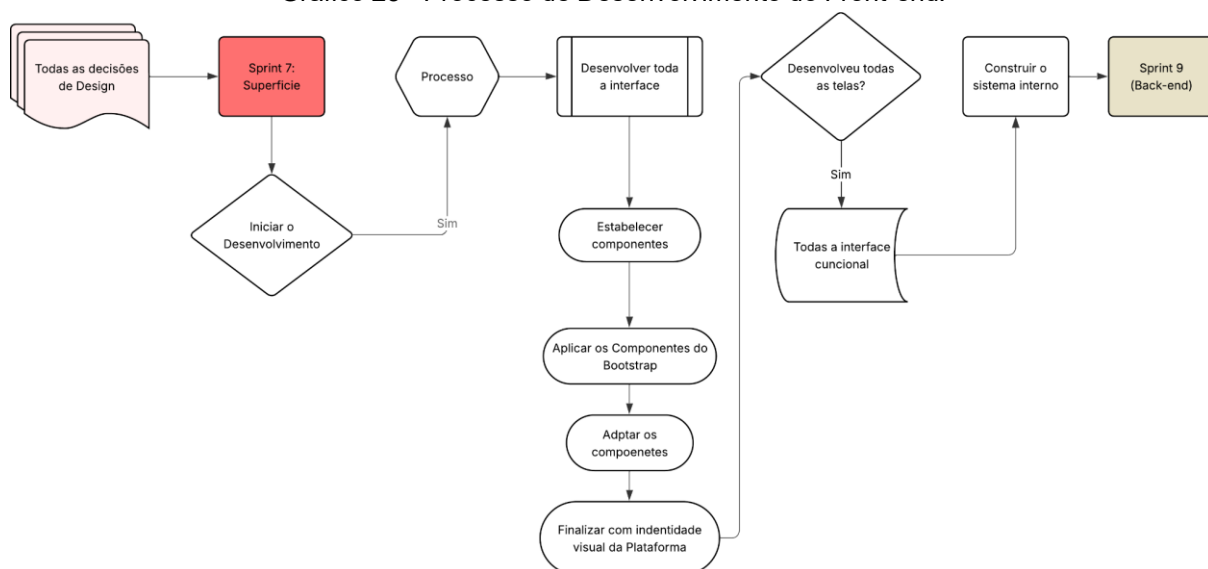 Todas as decisões
de Design
Sprint 7:
Superfície
Iniciar o
Desenvolvimento
Sim
Processo
Desenvolver toda
a interface
Estabelecer
componentes
Aplicar os Componentes do
Bootstrap
Adptar os
compoenetes
Finalizar com indentidade
visual da Plataforma
Desenvolveu todas
as telas?
Sim
Todas a interface
cuncional
Construir o
sistema interno
Sprint 9
(Back-end)